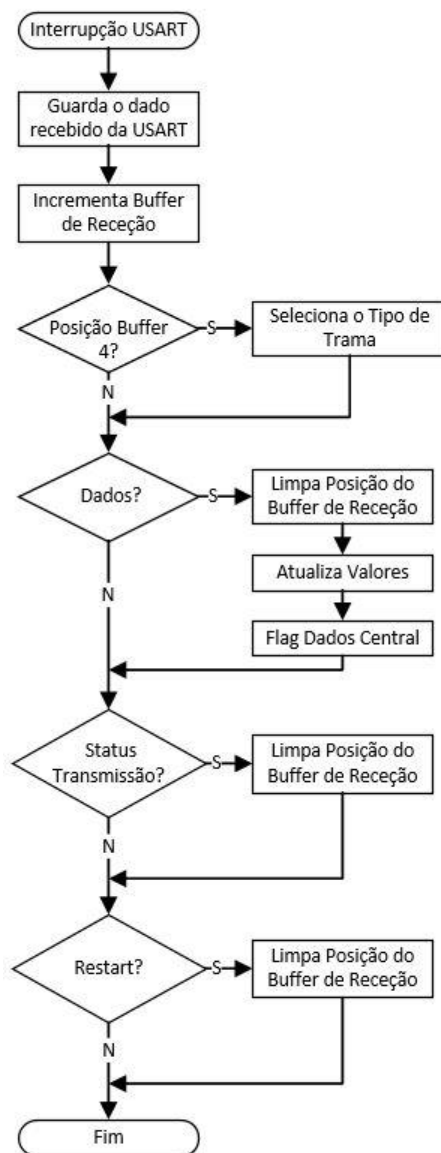 Interrupção USART
Guarda o dado
recebido da USART
Incrementa Buffer
de Receção
Posição Buffer
4?
S
Seleciona o Tipo de
Trama
N
Dados?
S
Limpa Posição do
Buffer de Receção
Atualiza Valores
N
Flag Dados Central
Status
Transmissão?
S
Limpa Posição do
Buffer de Receção
N
Restart?
S
Limpa Posição do
Buffer de Receção
N
Fim